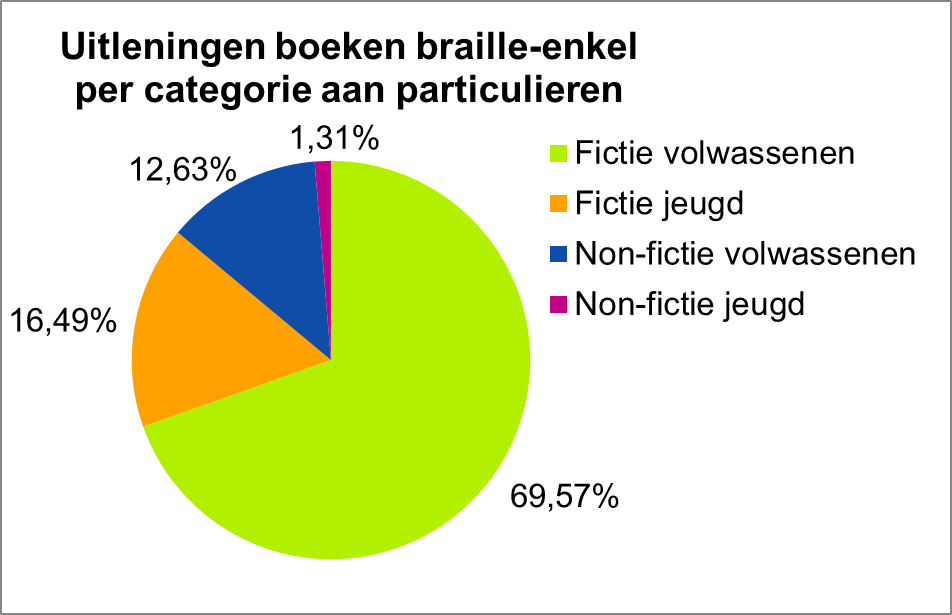 Uitleningen boeken braille-enkel
per categorie aan particulieren
1,31%
12,63%
16,49%
69,57%
Fictie volwassenen
Fictie jeugd
Non-fictie volwassenen
Non-fictie jeugd